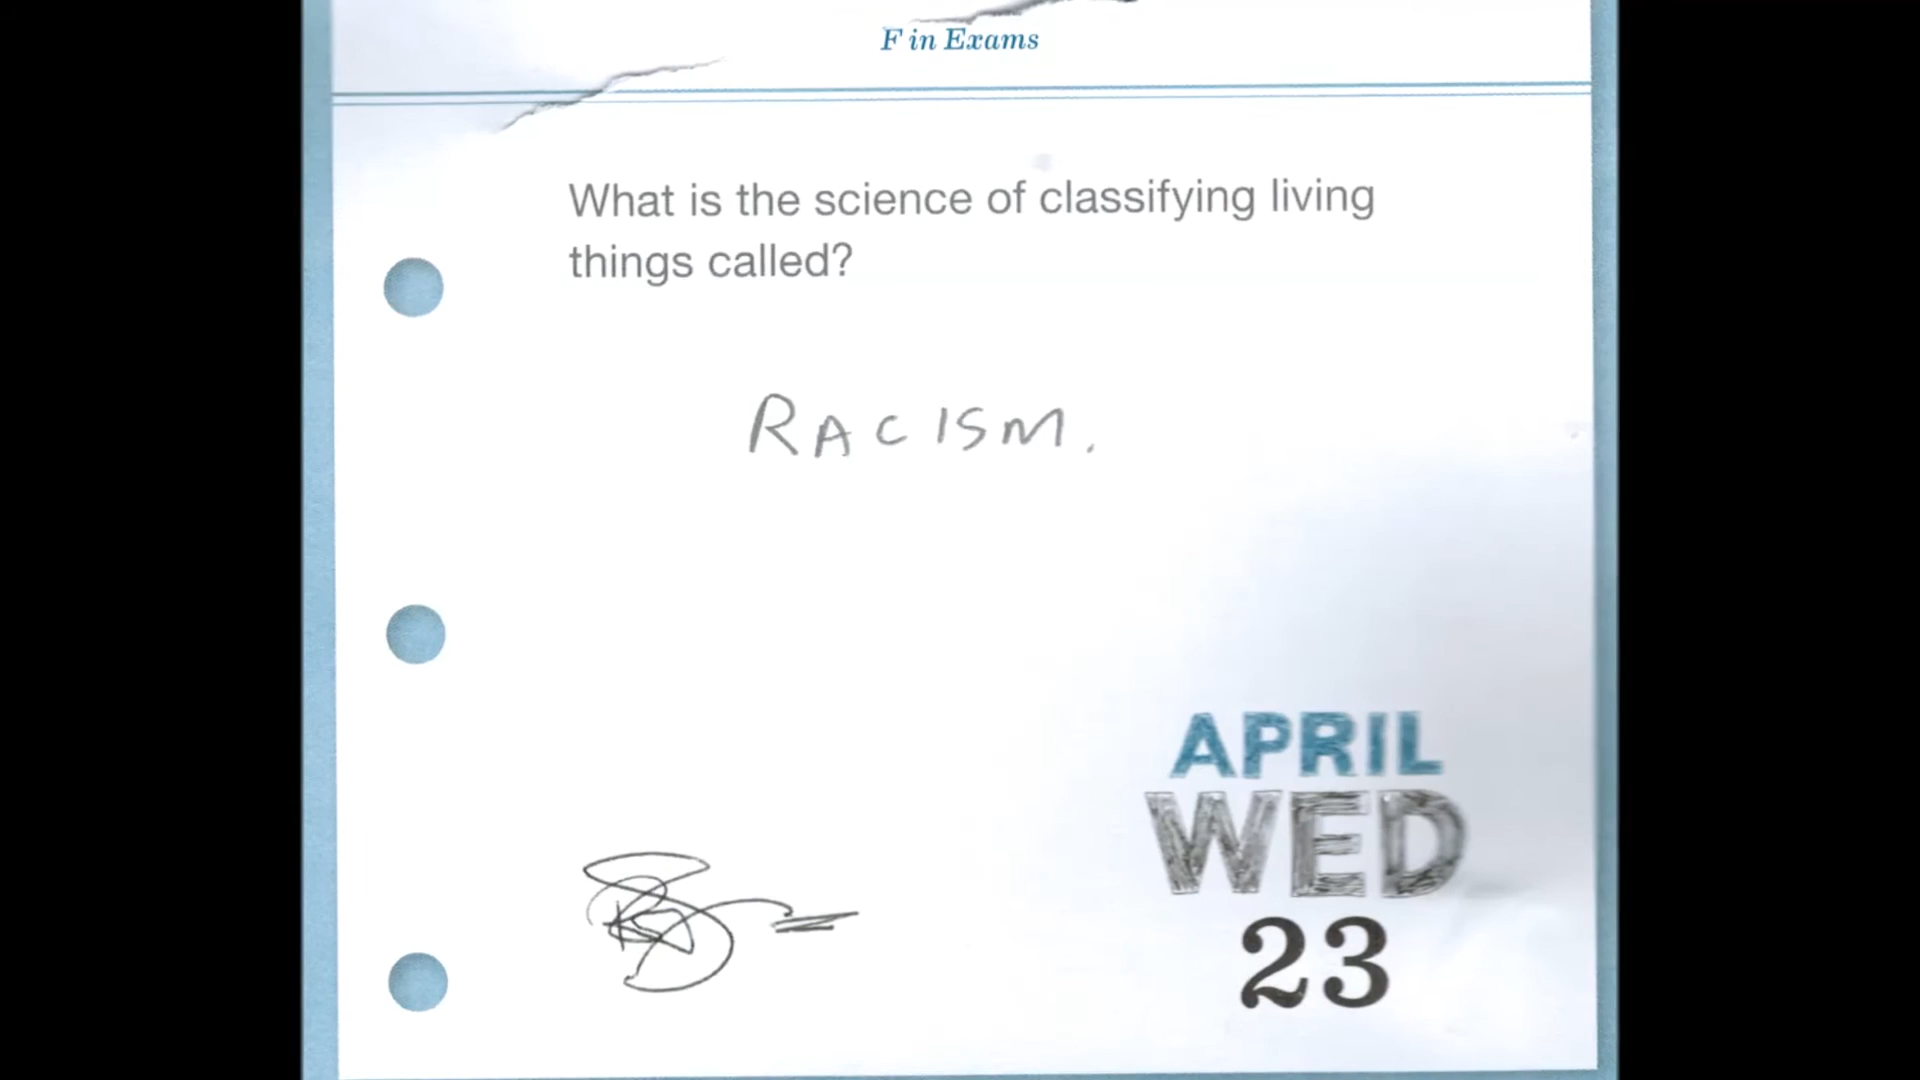 F in Exams
What is the science of classifying living
things called?
RACISM.
APRIL
WED
23